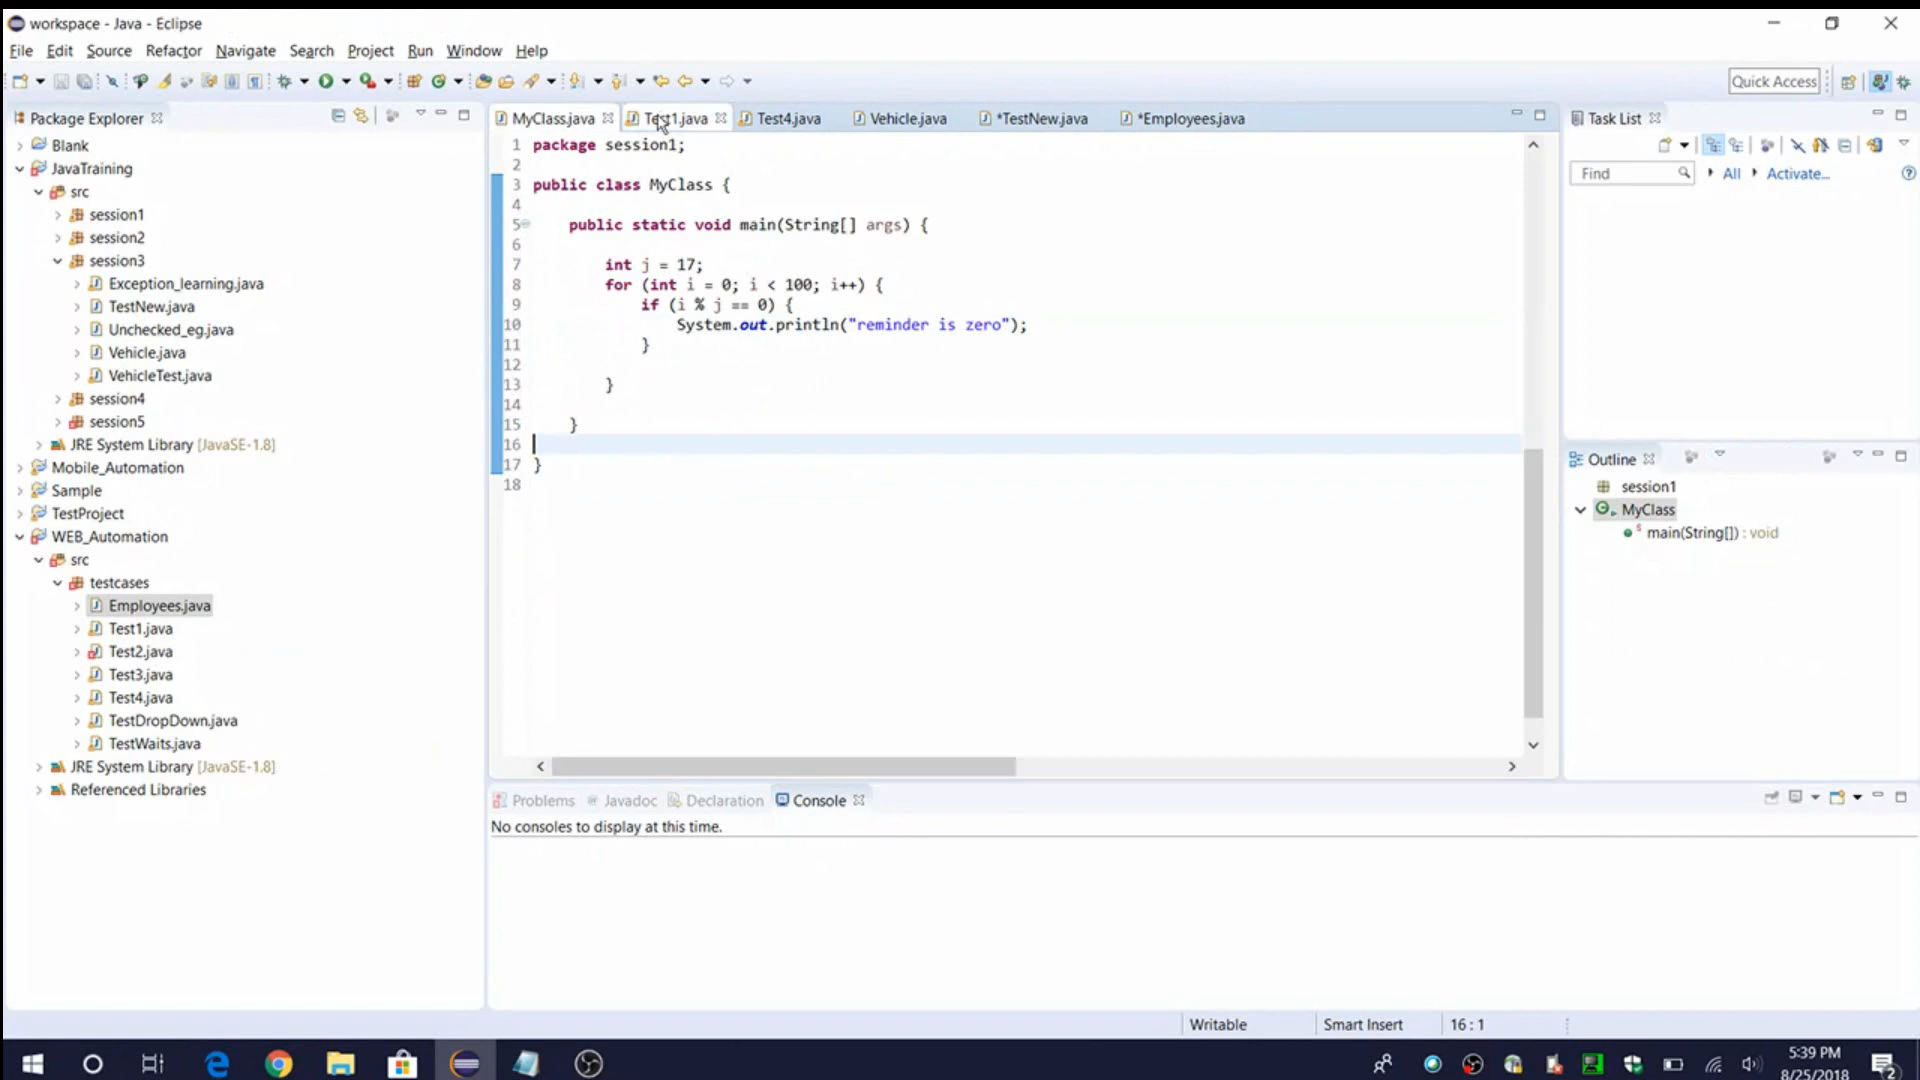 workspace - Java - Eclipse
File Edit Source Refactor Navigate Search Project Run Window Help
Quick Access
Package Explorer
Blank
JavaTraining
src
session1
session2
session3
Exception_learning.java
TestNew.java
Unchecked_eg.java
Vehicle.java
VehicleTest.java
session4
session5
JRE System Library [JavaSE-1.8]
Mobile_Automation
Sample
TestProject
WEB_Automation
src
testcases
Employees.java
Test1.java
Test2.java
Test3.java
Test4.java
TestDropDown.java
TestWaits.java
JRE System Library [JavaSE-1.8]
Referenced Libraries
MyClass.java Test1.java Test4.java Vehicle.java *TestNew.java *Employees.java
1 package session1;
2
3 public class MyClass {
4
5 public static void main(String[] args) {
6
7 int j = 17;
8 for (int i = 0; i < 100; i++) {
9 if (i % j == 0) {
10 System.out.println("reminder is zero");
11 }
12
13 }
14
15 }
16
17 }
18
Task List
Find All Activate...
Outline
session1
MyClass
main(String[]) : void
Problems Javadoc Declaration Console
No consoles to display at this time.
Writable Smart Insert 16 : 1
5:39 PM
8/25/2018
2